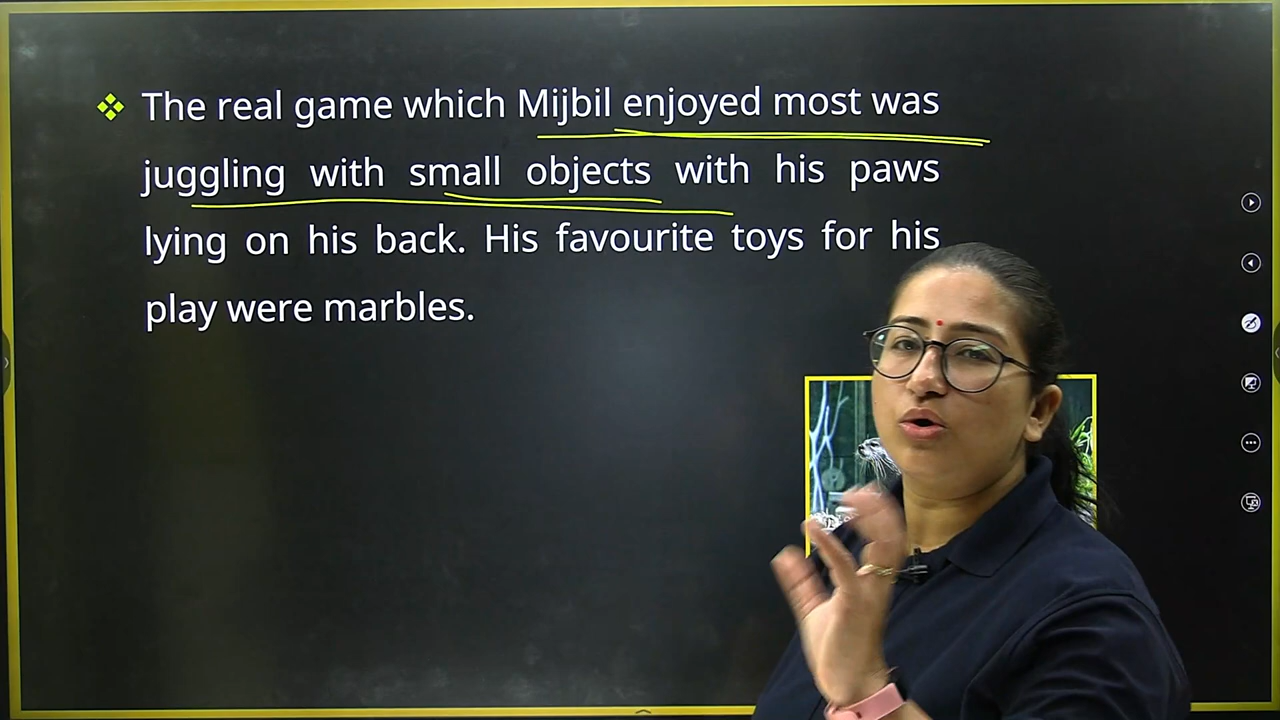 The real game which Mijbil enjoyed most was
juggling with small objects with his paws
lying on his back. His favourite toys for his
play were marbles.